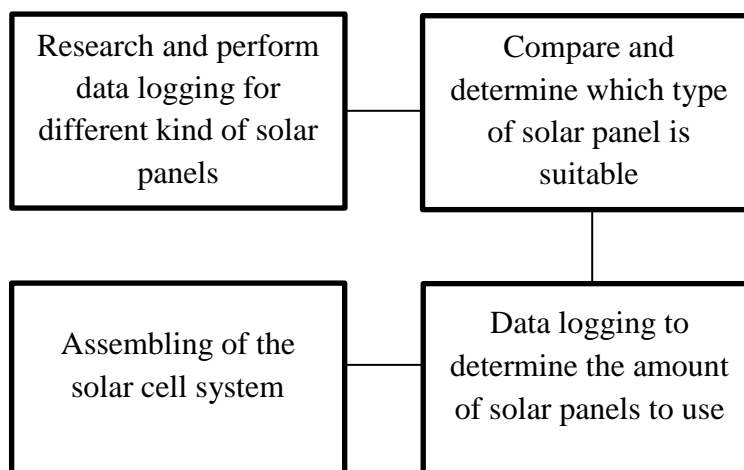 Research and perform
data logging for
different kind of solar
panels
Compare and
determine which type
of solar panel is
suitable
Data logging to
determine the amount
of solar panels to use
Assembling of the
solar cell system